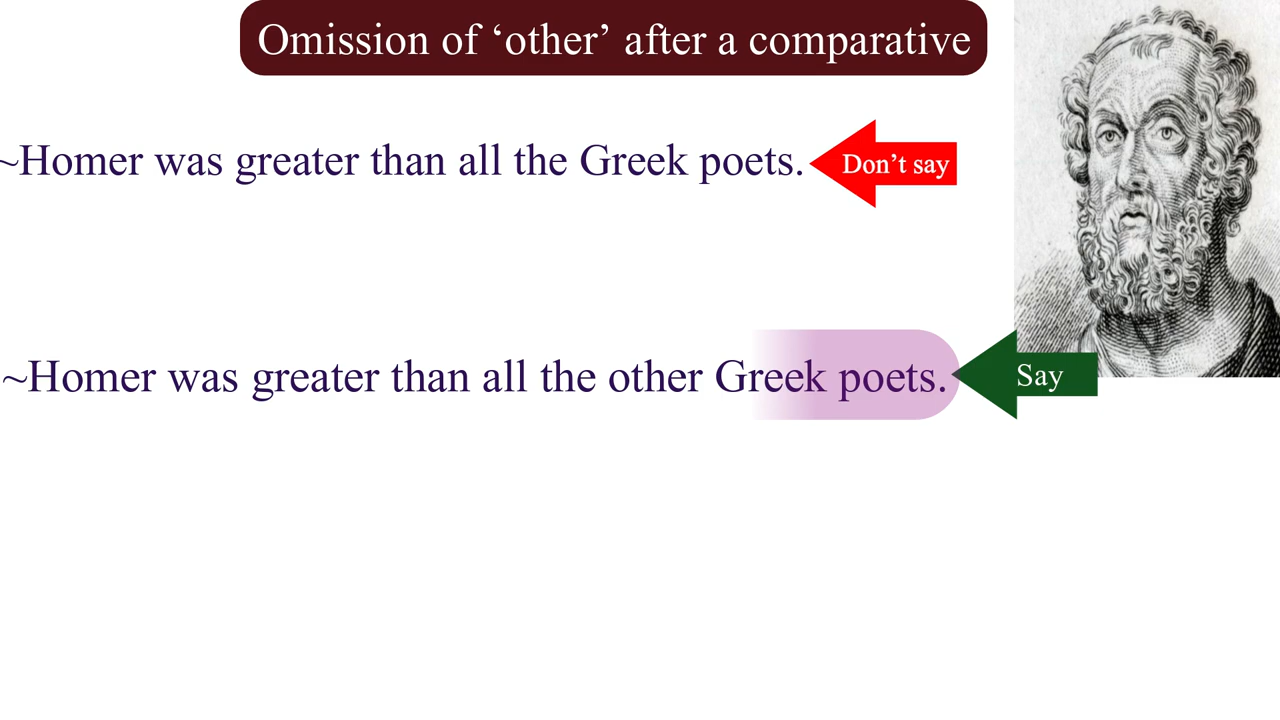 Omission of ‘other’ after a comparative
~Homer was greater than all the Greek poets.
Don’t say
~Homer was greater than all the other Greek poets.
Say